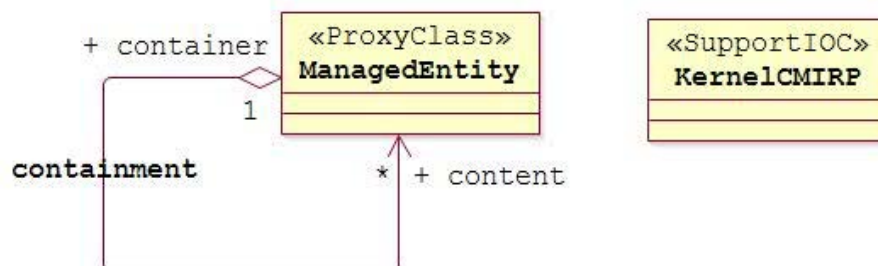 + container
«ProxyClass»
ManagedEntity
1
containment
* + content
«SupportIOC»
KernelCMIRP